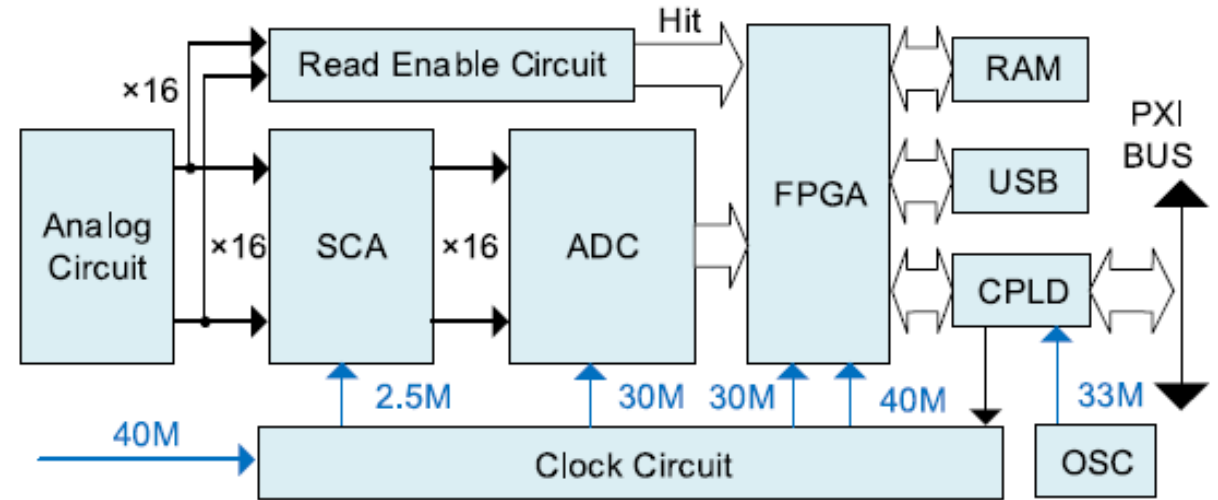 Hit
Read Enable Circuit
RAM
×16
PXI
BUS
Analog
Circuit
×16
SCA
×16
ADC
FPGA
USB
CPLD
2.5M
30M
30M
40M
33M
40M
Clock Circuit
OSC